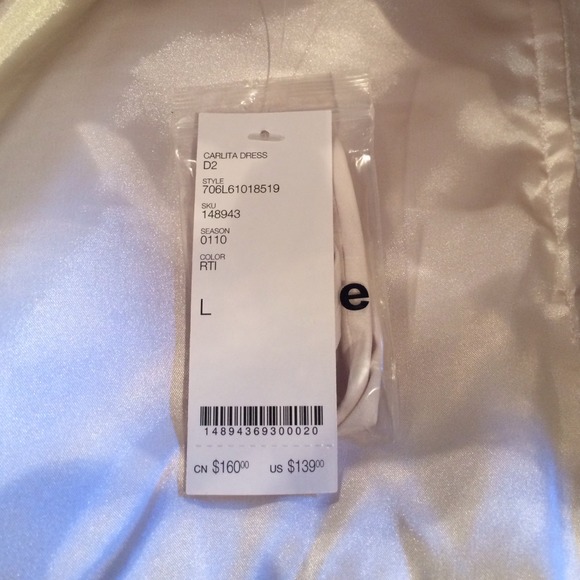 CARLITA DRESS
D2
STYLE
706L61018519
SKU
148943
SEASON
0110
COLOR
RTI
L
e
14894369300020
CN $16000 US $13900